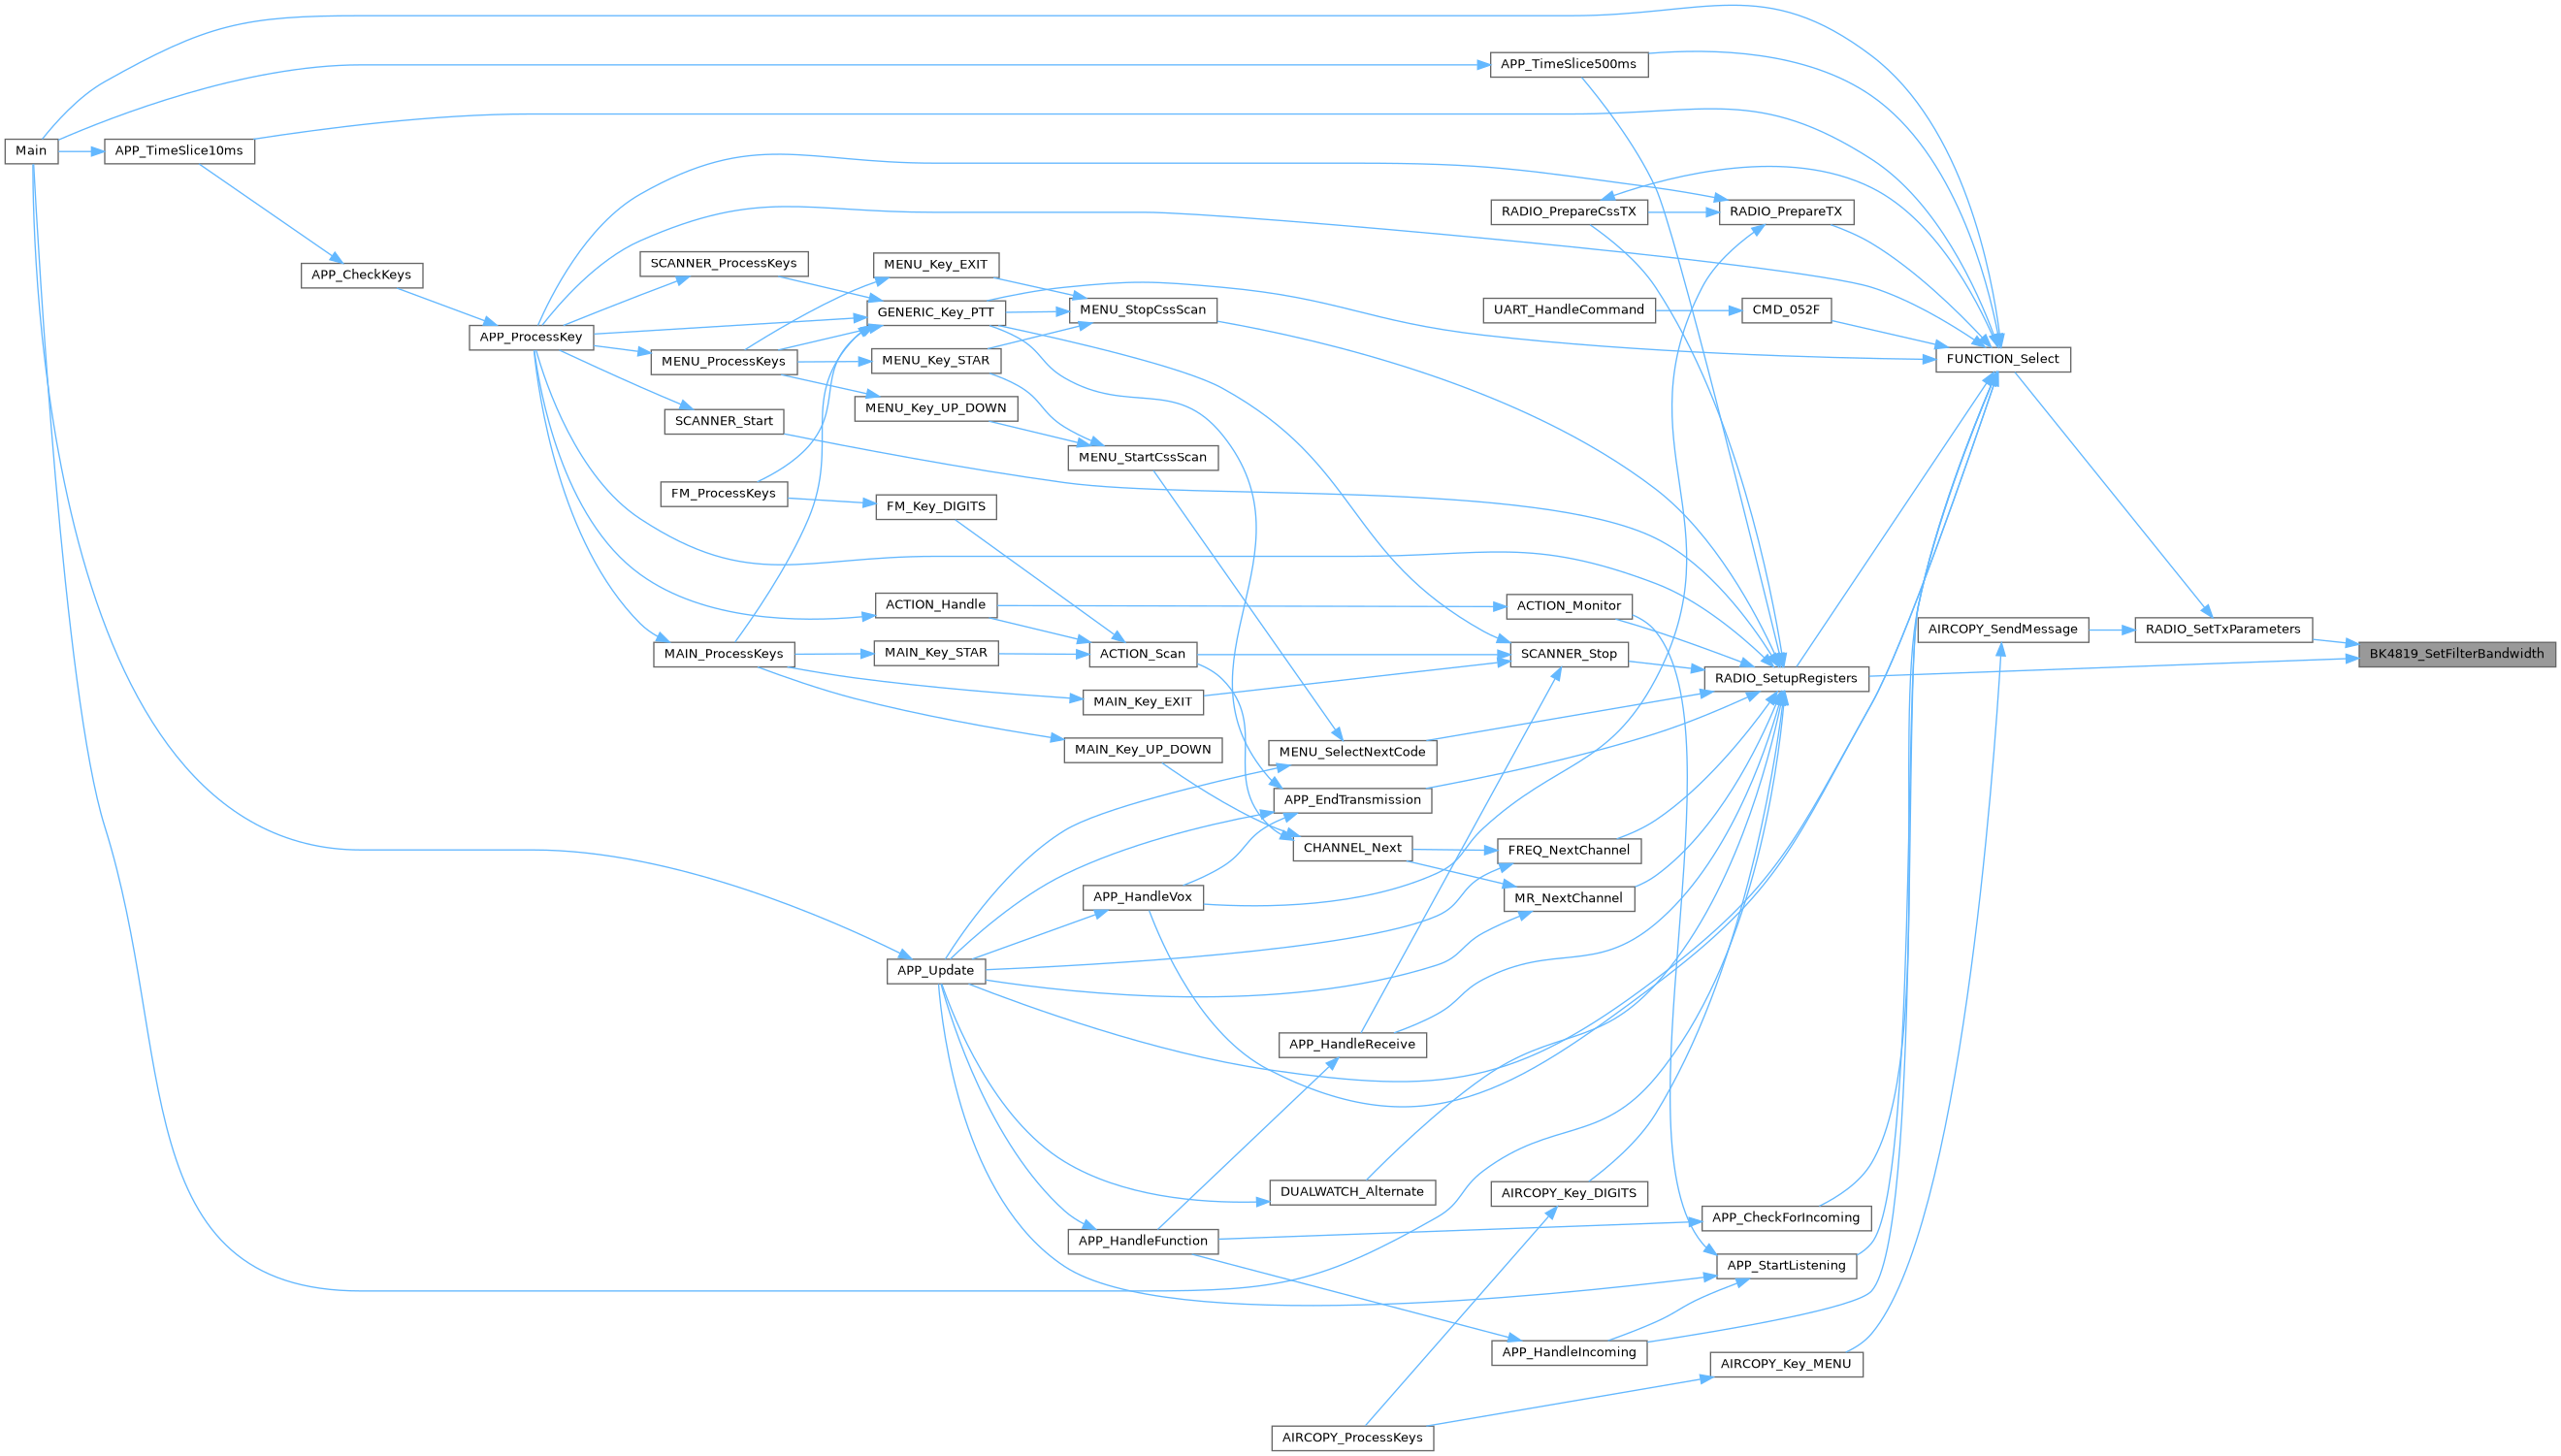 APP_TimeSlice500ms
Main
APP_TimeSlice10ms
RADIO_PrepareCssTX
RADIO_PrepareTX
SCANNER_ProcessKeys
MENU_Key_EXIT
APP_CheckKeys
GENERIC_Key_PTT
MENU_StopCssScan
UART_HandleCommand
CMD_052F
APP_ProcessKey
MENU_ProcessKeys
MENU_Key_STAR
FUNCTION_Select
SCANNER_Start
MENU_Key_UP_DOWN
MENU_StartCssScan
FM_ProcessKeys
FM_Key_DIGITS
ACTION_Handle
ACTION_Monitor
AIRCOPY_SendMessage
RADIO_SetTxParameters
MAIN_ProcessKeys
MAIN_Key_STAR
ACTION_Scan
SCANNER_Stop
BK4819_SetFilterBandwidth
RADIO_SetupRegisters
MAIN_Key_EXIT
MAIN_Key_UP_DOWN
MENU_SelectNextCode
APP_EndTransmission
CHANNEL_Next
FREQ_NextChannel
APP_HandleVox
MR_NextChannel
APP_Update
APP_HandleReceive
DUALWATCH_Alternate
AIRCOPY_Key_DIGITS
APP_CheckForIncoming
APP_HandleFunction
APP_StartListening
APP_HandleIncoming
AIRCOPY_Key_MENU
AIRCOPY_ProcessKeys